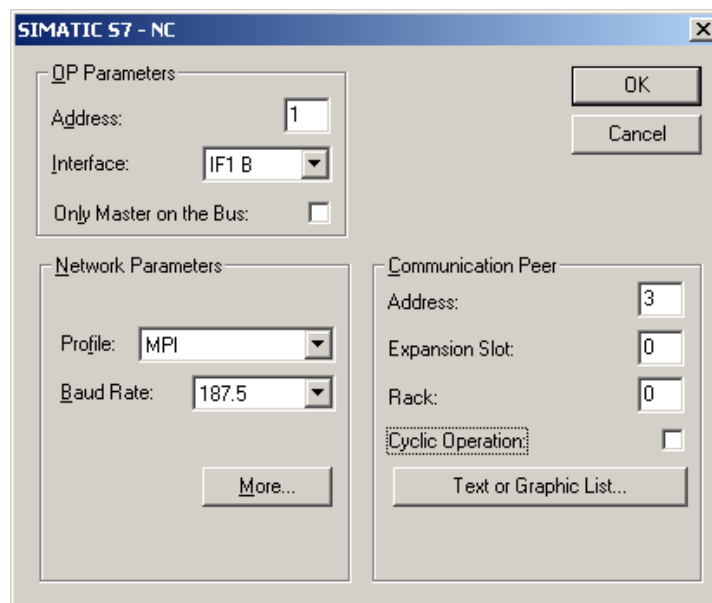 SIMATIC S7 - NC
OP Parameters
Address: 1
Interface: IF1 B
Only Master on the Bus:
OK
Cancel
Network Parameters
Profile: MPI
Baud Rate: 187.5
More...
Communication Peer
Address: 3
Expansion Slot: 0
Rack: 0
Cyclic Operation:
Text or Graphic List...